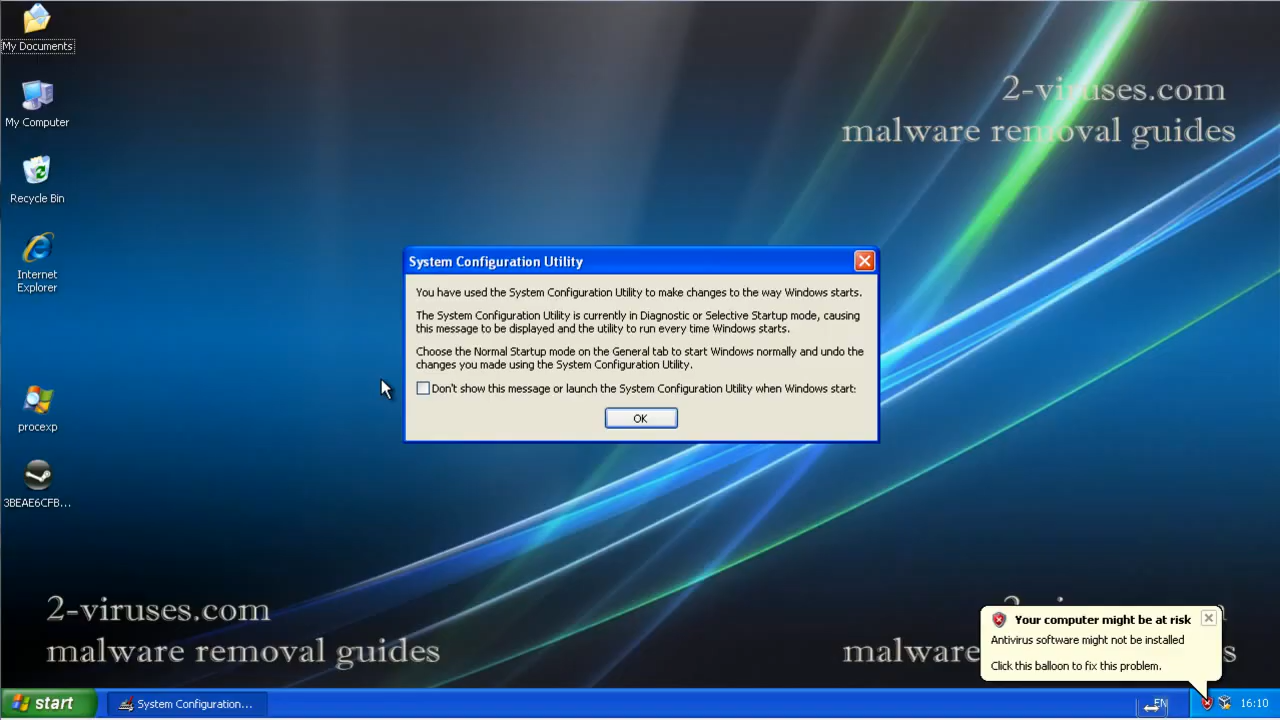 My Documents
My Computer
Recycle Bin
Internet
Explorer
procexp
3BEAE6CFB...
2-viruses.com
malware removal guides
System Configuration Utility
You have used the System Configuration Utility to make changes to the way Windows starts.
The System Configuration Utility is currently in Diagnostic or Selective Startup mode, causing
this message to be displayed and the utility to run every time Windows starts.
Choose the Normal Startup mode on the General tab to start Windows normally and undo the
changes you made using the System Configuration Utility.
Don't show this message or launch the System Configuration Utility when Windows start:
OK
2-viruses.com
malware removal guides
malware
Your computer might be at risk
Antivirus software might not be installed
Click this balloon to fix this problem.
start
System Configuration...
EN
16:10